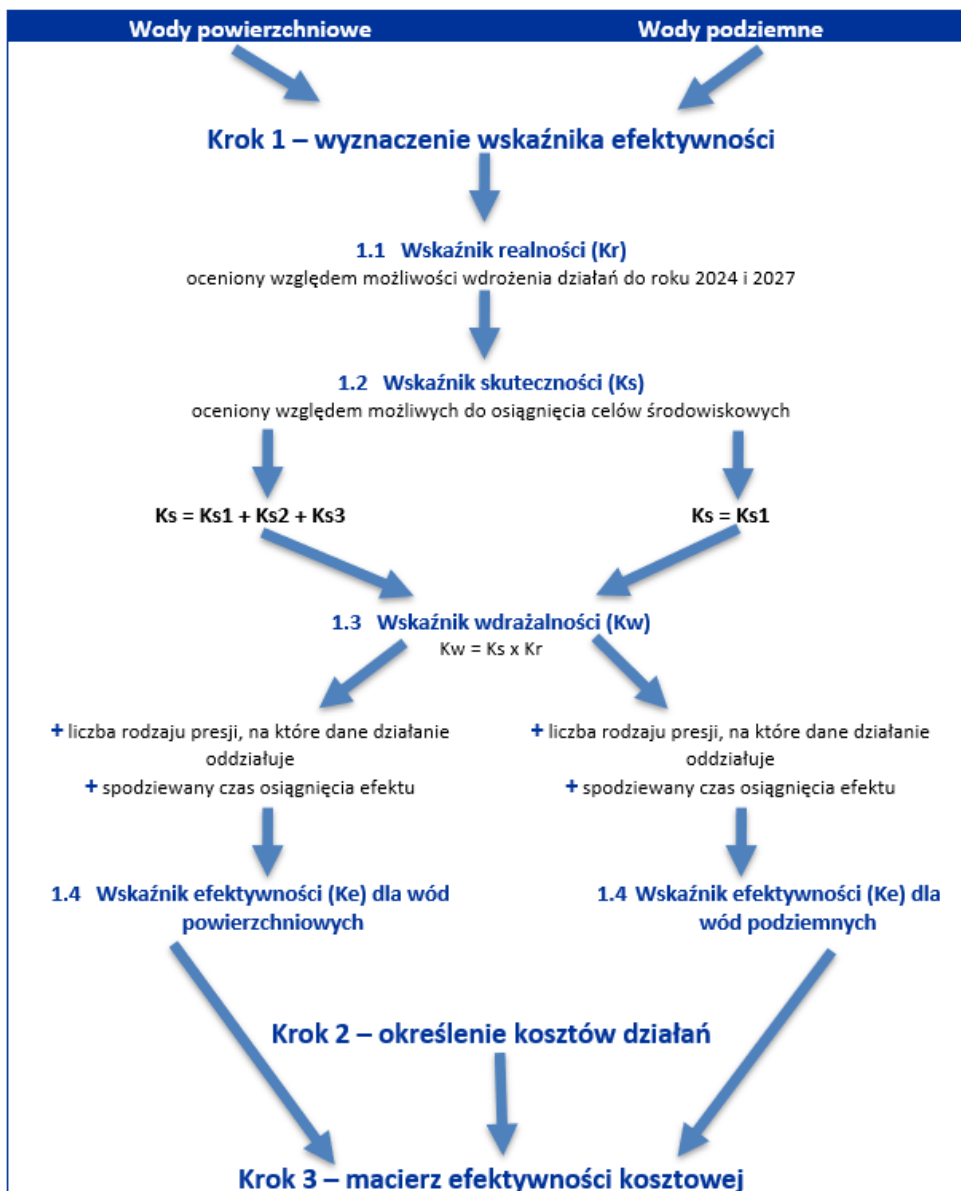 Wody powierzchniowe
Wody podziemne
Krok 1 – wyznaczenie wskaźnika efektywności
1.1 Wskaźnik realności (Kr)
oceniony względem możliwości wdrożenia działań do roku 2024 i 2027
1.2 Wskaźnik skuteczności (Ks)
oceniony względem możliwych do osiągnięcia celów środowiskowych
Ks = Ks1 + Ks2 + Ks3
Ks = Ks1
1.3 Wskaźnik wdrażalności (Kw)
Kw = Ks x Kr
+ liczba rodzaju presji, na które dane działanie
oddziałuje
+ spodziewany czas osiągnięcia efektu
+ liczba rodzaju presji, na które dane działanie
oddziałuje
+ spodziewany czas osiągnięcia efektu
1.4 Wskaźnik efektywności (Ke) dla wód
powierzchniowych
1.4 Wskaźnik efektywności (Ke) dla
wód podziemnych
Krok 2 – określenie kosztów działań
Krok 3 – macierz efektywności kosztowej